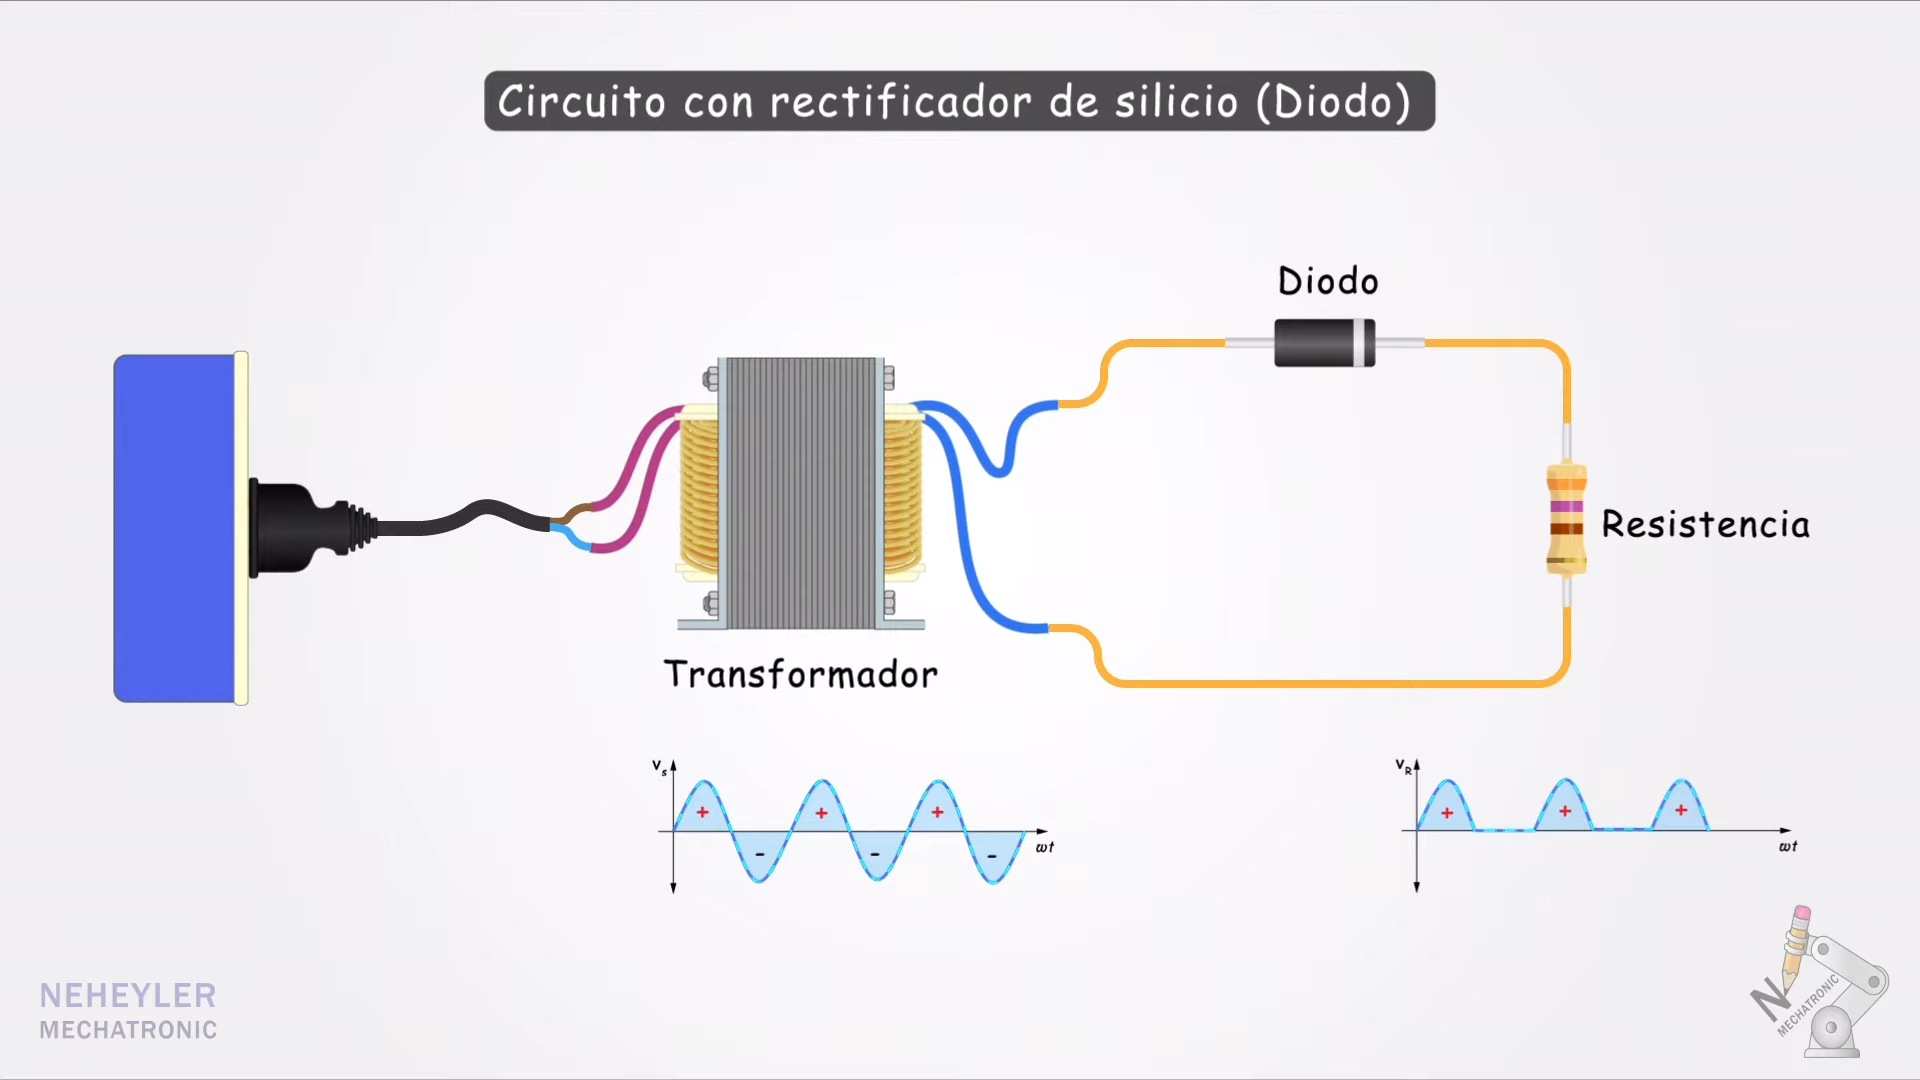 Circuito con rectificador de silicio (Diodo)
Diodo
Resistencia
Transformador
Vs
+
+
+
-
-
-
ωt
VR
+
+
+
ωt
NEHEYLER
MECHATRONIC
N
MECHATRONIC